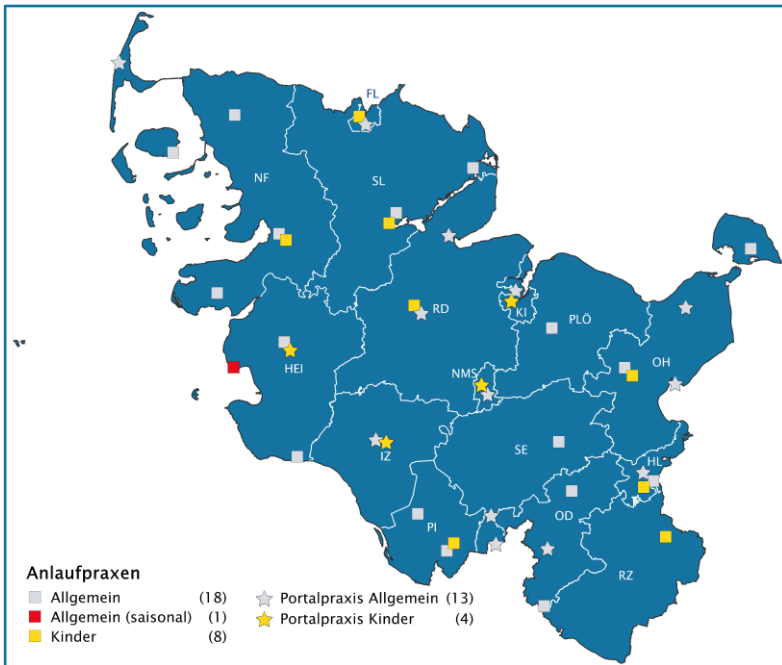 FL
NF
SL
RD
KI
PLÖ
OH
HEI
NMS
IZ
SE
HL
PI
OD
RZ
Anlaufpraxen
Allgemein (18)
Allgemein (saisonal) (1)
Kinder (8)
Portalpraxis Allgemein (13)
Portalpraxis Kinder (4)